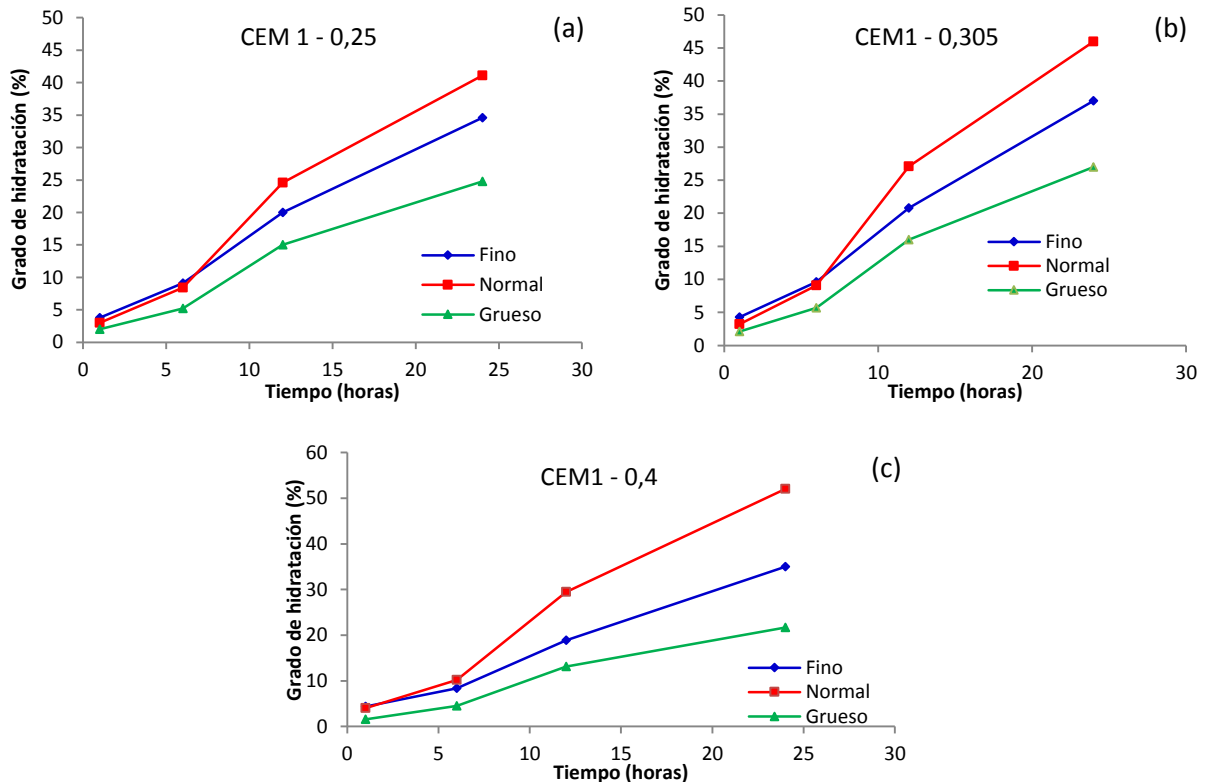 CEM 1 - 0,25
(a)
Grado de hidratación (%)
50
45
40
35
30
25
20
15
10
5
0
Fino
Normal
Grueso
0 5 10 15 20 25 30
Tiempo (horas)
CEM1 - 0,305
(b)
Grado de hidratación (%)
50
45
40
35
30
25
20
15
10
5
0
Fino
Normal
Grueso
0 10 20 30
Tiempo (horas)
CEM1 - 0,4
(c)
Grado de hidratación (%)
60
50
40
30
20
10
0
Fino
Normal
Grueso
0 5 10 15 20 25 30
Tiempo (horas)